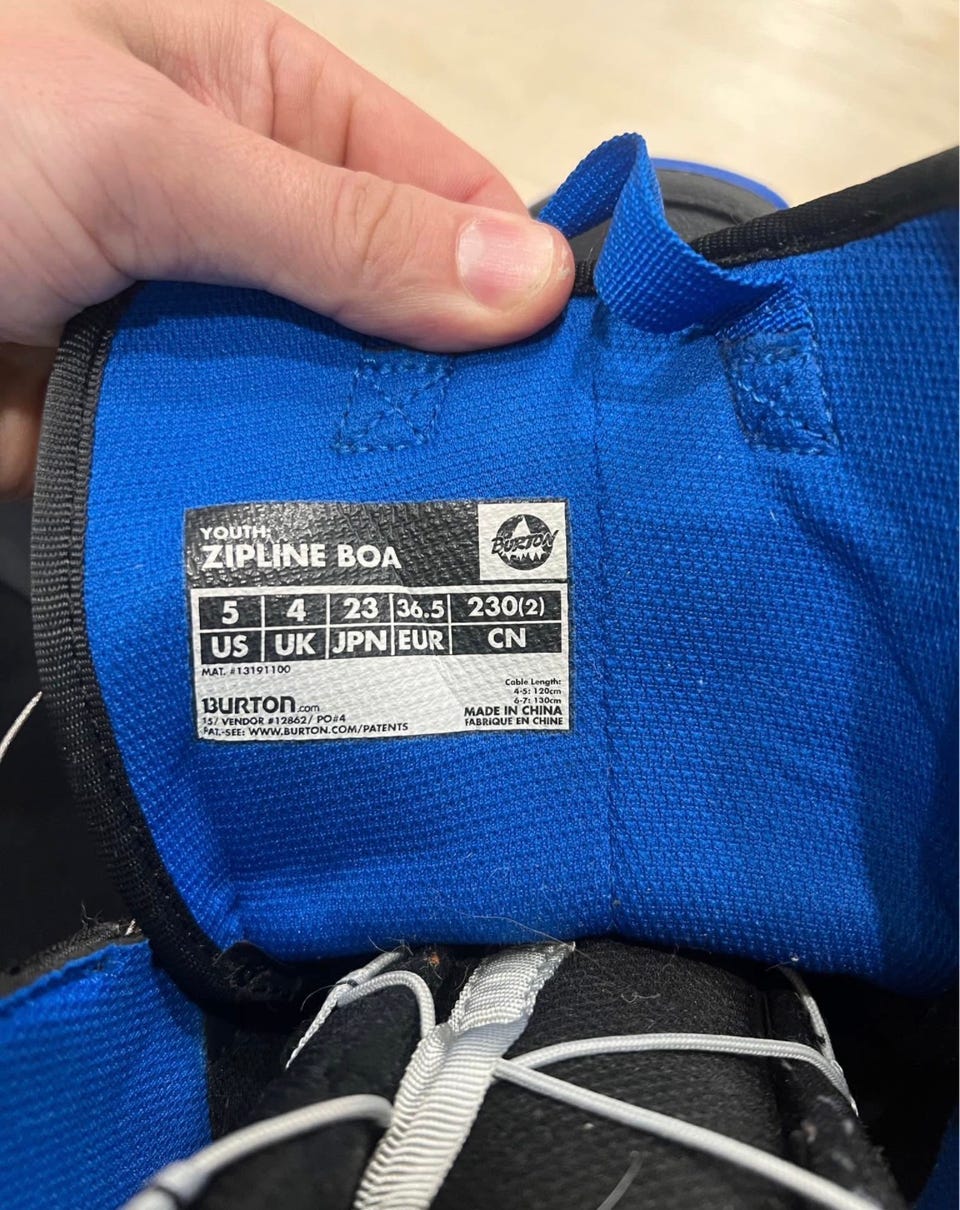 YOUTH;
ZIPLINE BOA
BURTON
5 4 23 36.5 230(2)
US UK JPN EUR CN
MAT. #13191100
BURTON.com
15/ VENDOR #12862/ PO#4
PAT.-SEE: WWW.BURTON.COM/PATENTS
Cable Length:
4-5: 120cm
6-7: 130cm
MADE IN CHINA
FABRIQUE EN CHINE